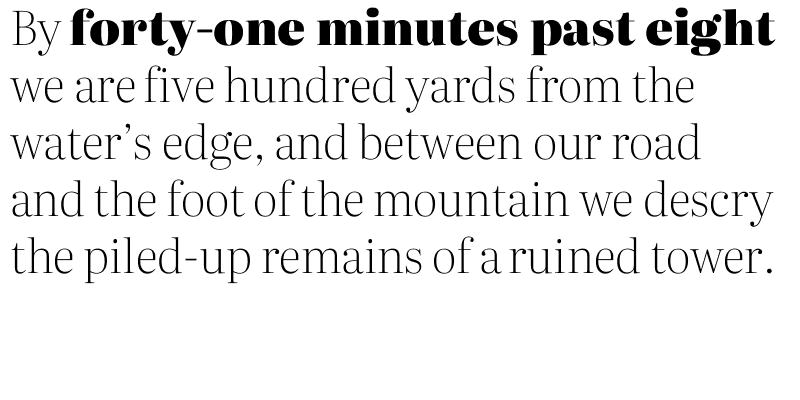 By forty-one minutes past eight
we are five hundred yards from the
water’s edge, and between our road
and the foot of the mountain we descry
the piled-up remains of a ruined tower.